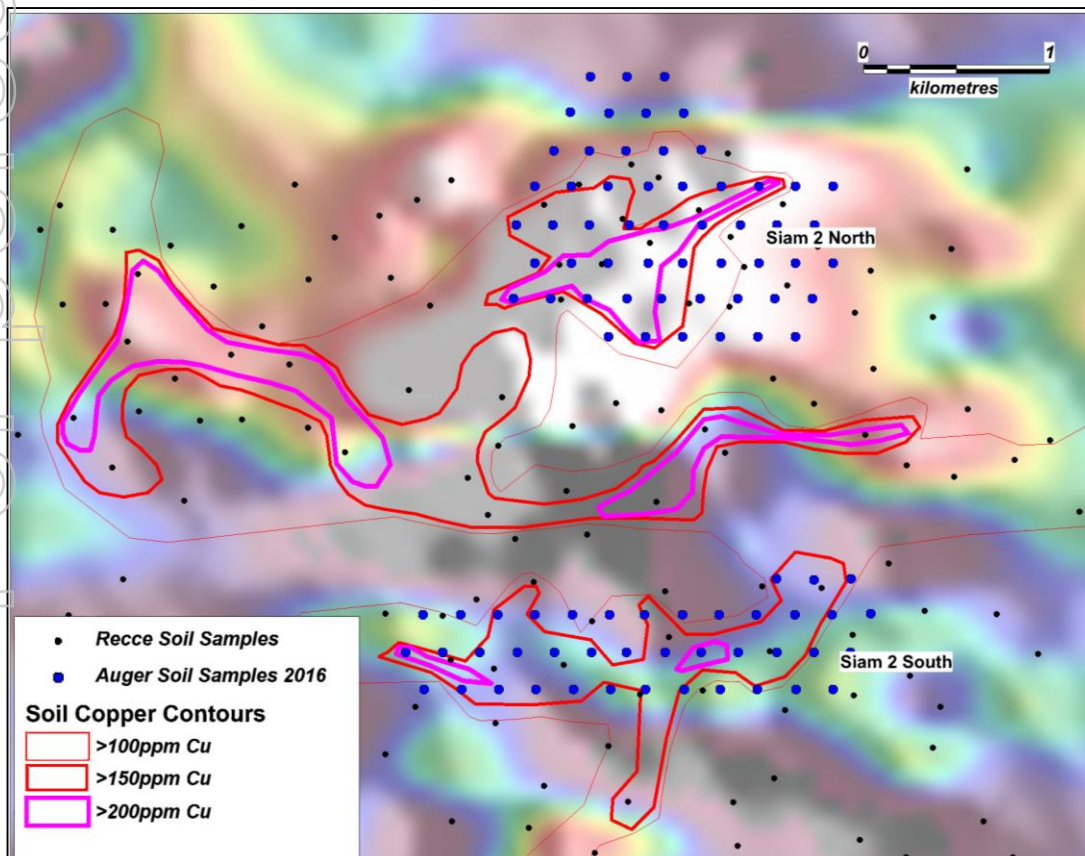 0 1
kilometres
Siam 2 North
Siam 2 South
Recce Soil Samples
Auger Soil Samples 2016
Soil Copper Contours
>100ppm Cu
>150ppm Cu
>200ppm Cu